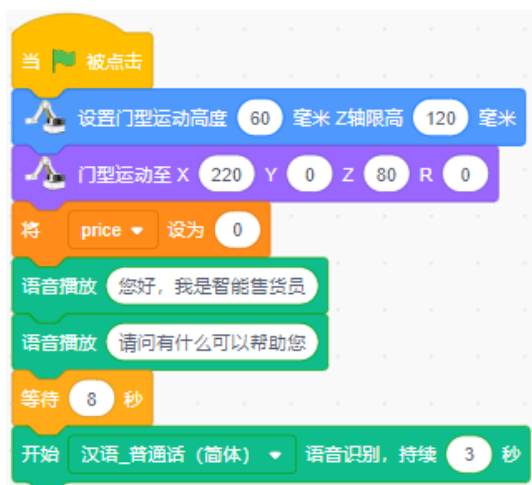 当 被点击
设置门型运动高度 60 毫米 Z轴限高 120 毫米
门型运动至 X 220 Y 0 Z 80 R 0
将 price 设为 0
语音播放 您好，我是智能售货员
语音播放 请问有什么可以帮助您
等待 8 秒
开始 汉语_普通话（简体） 语音识别，持续 3 秒